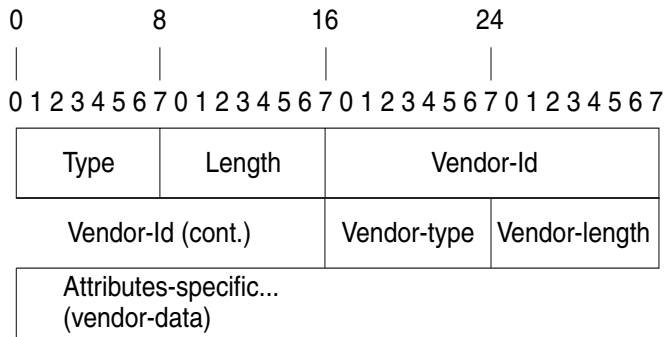 0 8 16 24
0 1 2 3 4 5 6 7 0 1 2 3 4 5 6 7 0 1 2 3 4 5 6 7 0 1 2 3 4 5 6 7
Type Length Vendor-Id
Vendor-Id (cont.) Vendor-type Vendor-length
Attributes-specific...
(vendor-data)